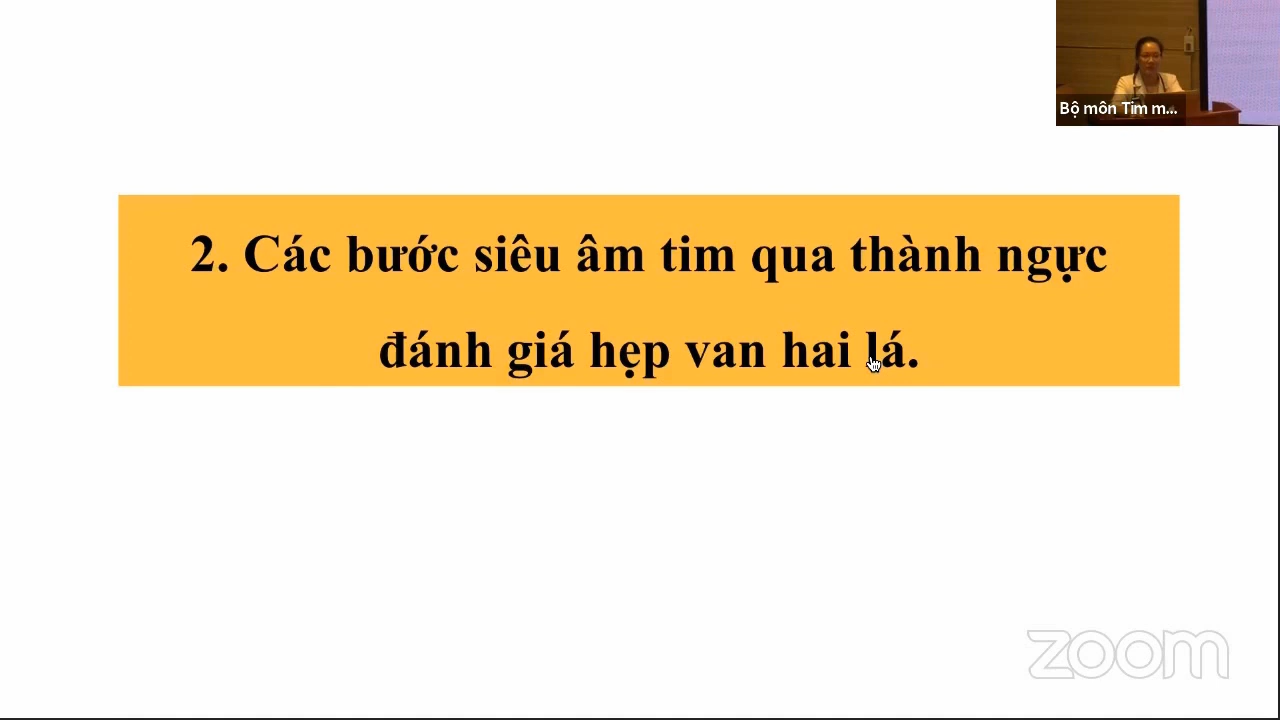 Bộ môn Tim m...
2. Các bước siêu âm tim qua thành ngực
đánh giá hẹp van hai lá.
zoom